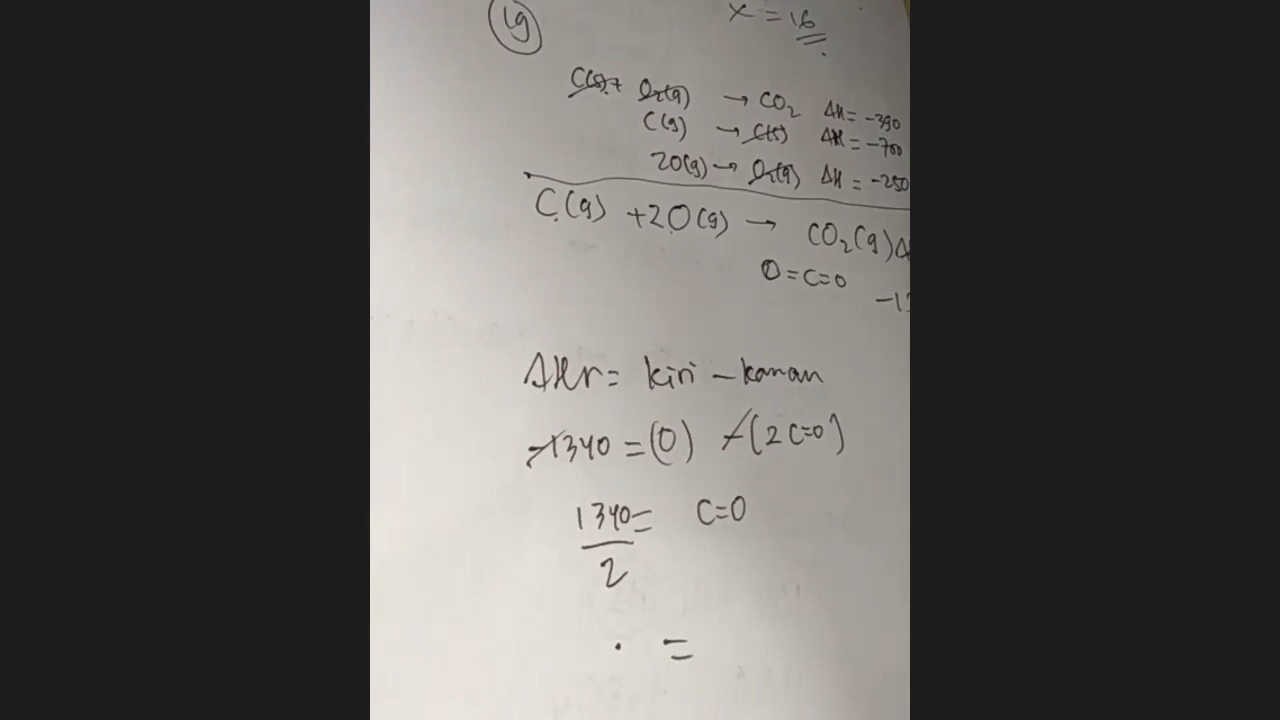 19
x = 16
C(s) + O₂(g) → CO₂ ΔH = -390
C(g) → C(s) ΔH = -700
2O(g) → O₂(g) ΔH = -250
C(g) + 2O(g) → CO₂(g) Δ
O=C=O
-1
ΔHr = kiri - kanan
-1340 = (0) -(2 C=O)
1340 = C=O
2
. =